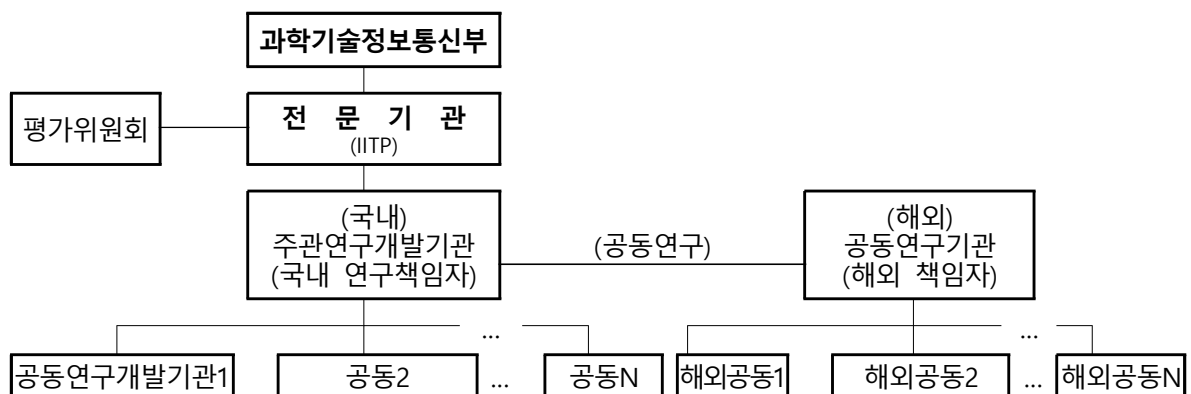 과학기술정보통신부
평가위원회
전 문 기 관
(IITP)
(국내)
주관연구개발기관
(국내 연구책임자)
(공동연구)
(해외)
공동연구기관
(해외 책임자)
...
...
공동연구개발기관1
공동2
...
공동N
해외공동1
해외공동2
...
해외공동N